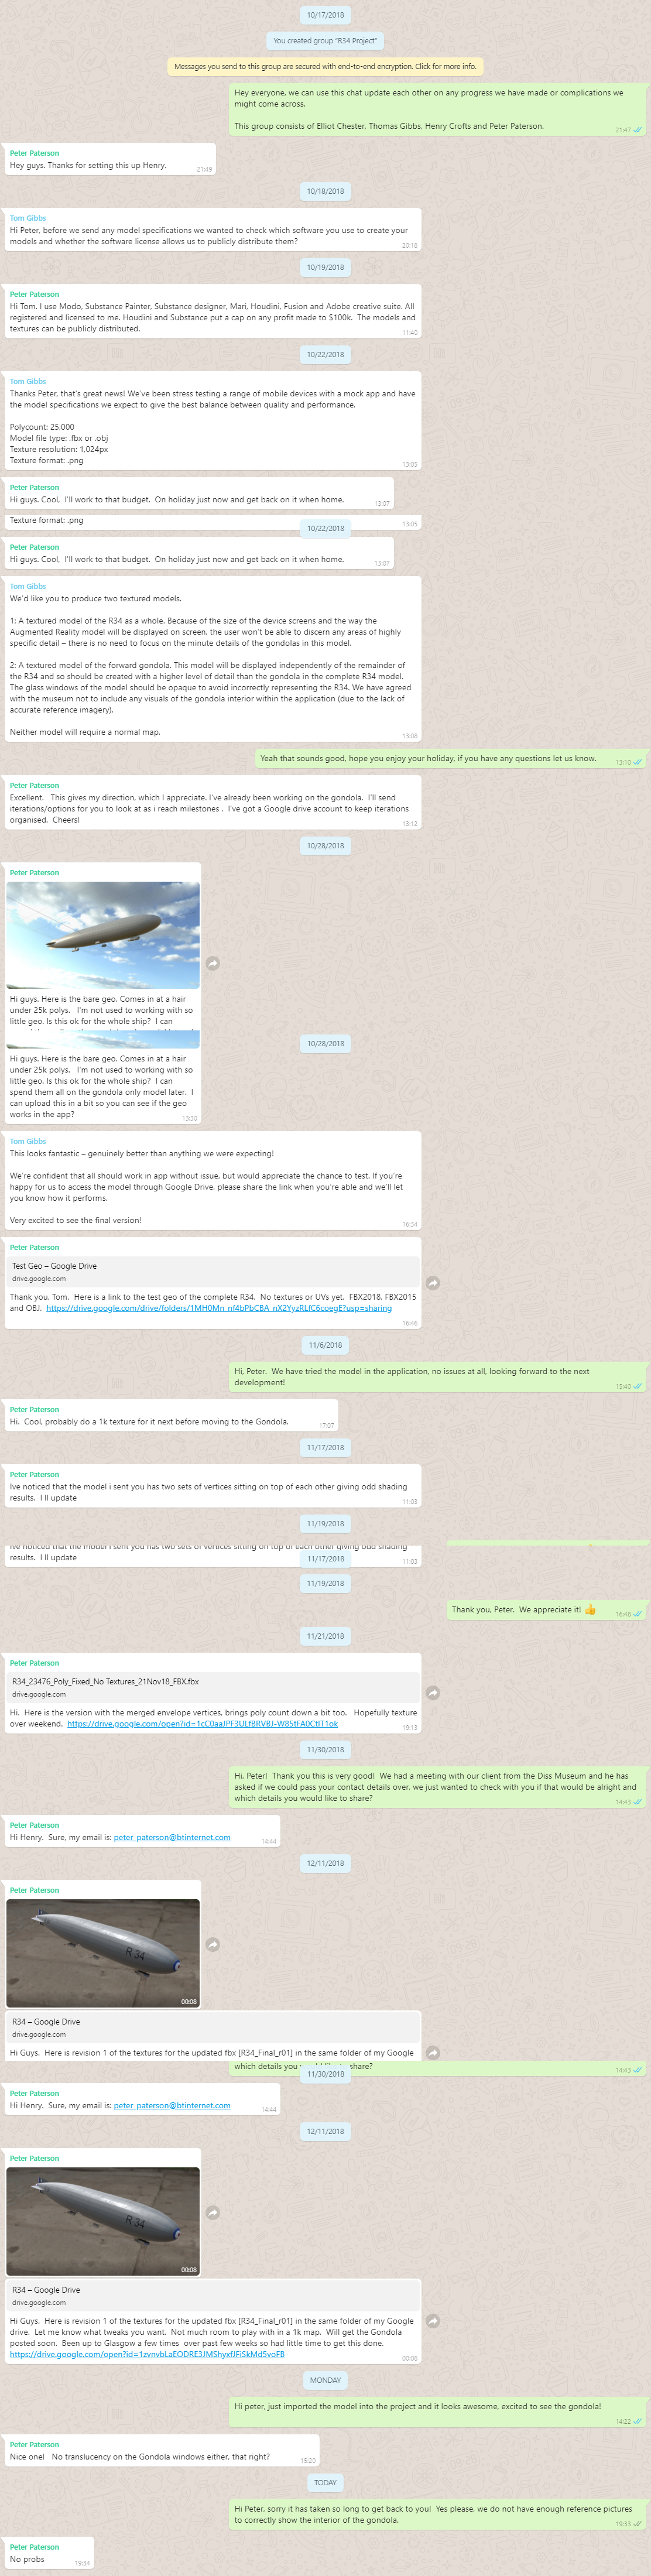 10/17/2018
You created group "R34 Project"
Messages you send to this group are secured with end-to-end encryption. Click for more info.
Hey everyone, we can use this chat update each other on any progress we have made or complications we
might come across.
This group consists of Elliot Chester, Thomas Gibbs, Henry Crofts and Peter Paterson.
21:47
Peter Paterson
Hey guys. Thanks for setting this up Henry.
21:49
10/18/2018
Tom Gibbs
Hi Peter, before we send any model specifications we wanted to check which software you use to create your
models and whether the software license allows us to publicly distribute them?
20:18
10/19/2018
Peter Paterson
Hi Tom. I use Modo, Substance Painter, Substance designer, Mari, Houdini, Fusion and Adobe creative suite. All
registered and licensed to me. Houdini and Substance put a cap on any profit made to $100k. The models and
textures can be publicly distributed.
11:40
10/22/2018
Tom Gibbs
Thanks Peter, that's great news! We've been stress testing a range of mobile devices with a mock app and have
the model specifications we expect to give the best balance between quality and performance.
Polycount: 25,000
Model file type: .fbx or .obj
Texture resolution: 1,024px
Texture format: .png
13:05
Peter Paterson
Hi guys. Cool, I'll work to that budget. On holiday just now and get back on it when home.
13:07
Texture format: .png
13:05
10/22/2018
Peter Paterson
Hi guys. Cool, I'll work to that budget. On holiday just now and get back on it when home.
13:07
Tom Gibbs
We'd like you to produce two textured models.
1: A textured model of the R34 as a whole. Because of the size of the device screens and the way the
Augmented Reality model will be displayed on screen, the user won't be able to discern any areas of highly
specific detail – there is no need to focus on the minute details of the gondolas in this model.
2: A textured model of the forward gondola. This model will be displayed independently of the remainder of
the R34 and so should be created with a higher level of detail than the gondola in the complete R34 model.
The glass windows of the model should be opaque to avoid incorrectly representing the R34. We have agreed
with the museum not to include any visuals of the gondola interior within the application (due to the lack of
accurate reference imagery).
Neither model will require a normal map.
13:08
Yeah that sounds good, hope you enjoy your holiday, if you have any questions let us know.
13:10
Peter Paterson
Excellent. This gives my direction, which I appreciate. I've already been working on the gondola. I'll send
iterations/options for you to look at as i reach milestones . I've got a Google drive account to keep iterations
organised. Cheers!
13:12
10/28/2018
Peter Paterson
Hi guys. Here is the bare geo. Comes in at a hair
under 25k polys. I'm not used to working with so
little geo. Is this ok for the whole ship? I can
10/28/2018
Hi guys. Here is the bare geo. Comes in at a hair
under 25k polys. I'm not used to working with so
little geo. Is this ok for the whole ship? I can
spend them all on the gondola only model later. I
can upload this in a bit so you can see if the geo
works in the app?
13:30
Tom Gibbs
This looks fantastic – genuinely better than anything we were expecting!
We're confident that all should work in app without issue, but would appreciate the chance to test. If you're
happy for us to access the model through Google Drive, please share the link when you're able and we'll let
you know how it performs.
Very excited to see the final version!
16:34
Peter Paterson
Test Geo – Google Drive
drive.google.com
Thank you, Tom. Here is a link to the test geo of the complete R34. No textures or UVs yet. FBX2018, FBX2015
and OBJ. https://drive.google.com/drive/folders/1MH0Mn_nf4bPbCBA_nX2YyzRLfC6coegE?usp=sharing
16:46
11/6/2018
Hi, Peter. We have tried the model in the application, no issues at all, looking forward to the next
development!
15:40
Peter Paterson
Hi. Cool, probably do a 1k texture for it next before moving to the Gondola.
17:07
11/17/2018
Peter Paterson
Ive noticed that the model i sent you has two sets of vertices sitting on top of each other giving odd shading
results. I ll update
11:03
11/19/2018
Ive noticed that the model i sent you has two sets of vertices sitting on top of each other giving odd shading
results. I ll update
11:03
11/17/2018
11/19/2018
Thank you, Peter. We appreciate it! 👍
16:48
11/21/2018
Peter Paterson
R34_23476_Poly_Fixed_No Textures_21Nov18_FBX.fbx
drive.google.com
Hi. Here is the version with the merged envelope vertices, brings poly count down a bit too. Hopefully texture
over weekend. https://drive.google.com/open?id=1cC0aaJPF3ULfBRVBJ-W85tFA0CtIT1ok
19:13
11/30/2018
Hi, Peter! Thank you this is very good! We had a meeting with our client from the Diss Museum and he has
asked if we could pass your contact details over, we just wanted to check with you if that would be alright and
which details you would like to share?
14:43
Peter Paterson
Hi Henry. Sure, my email is: peter_paterson@btinternet.com
14:44
12/11/2018
Peter Paterson
R 34
00:08
R34 – Google Drive
drive.google.com
Hi Guys. Here is revision 1 of the textures for the updated fbx [R34_Final_r01] in the same folder of my Google
which details you would like to share?
14:43
11/30/2018
Peter Paterson
Hi Henry. Sure, my email is: peter_paterson@btinternet.com
14:44
12/11/2018
Peter Paterson
R 34
00:08
R34 – Google Drive
drive.google.com
Hi Guys. Here is revision 1 of the textures for the updated fbx [R34_Final_r01] in the same folder of my Google
drive. Let me know what tweaks you want. Not much room to play with in a 1k map. Will get the Gondola
posted soon. Been up to Glasgow a few times over past few weeks so had little time to get this done.
https://drive.google.com/open?id=1zvnvbLaEODRE3JMShyxfJFiSkMd5voFB
00:08
MONDAY
Hi peter, just imported the model into the project and it looks awesome, excited to see the gondola!
14:22
Peter Paterson
Nice one! No translucency on the Gondola windows either, that right?
15:20
TODAY
Hi Peter, sorry it has taken so long to get back to you! Yes please, we do not have enough reference pictures
to correctly show the interior of the gondola.
19:33
Peter Paterson
No probs
19:34